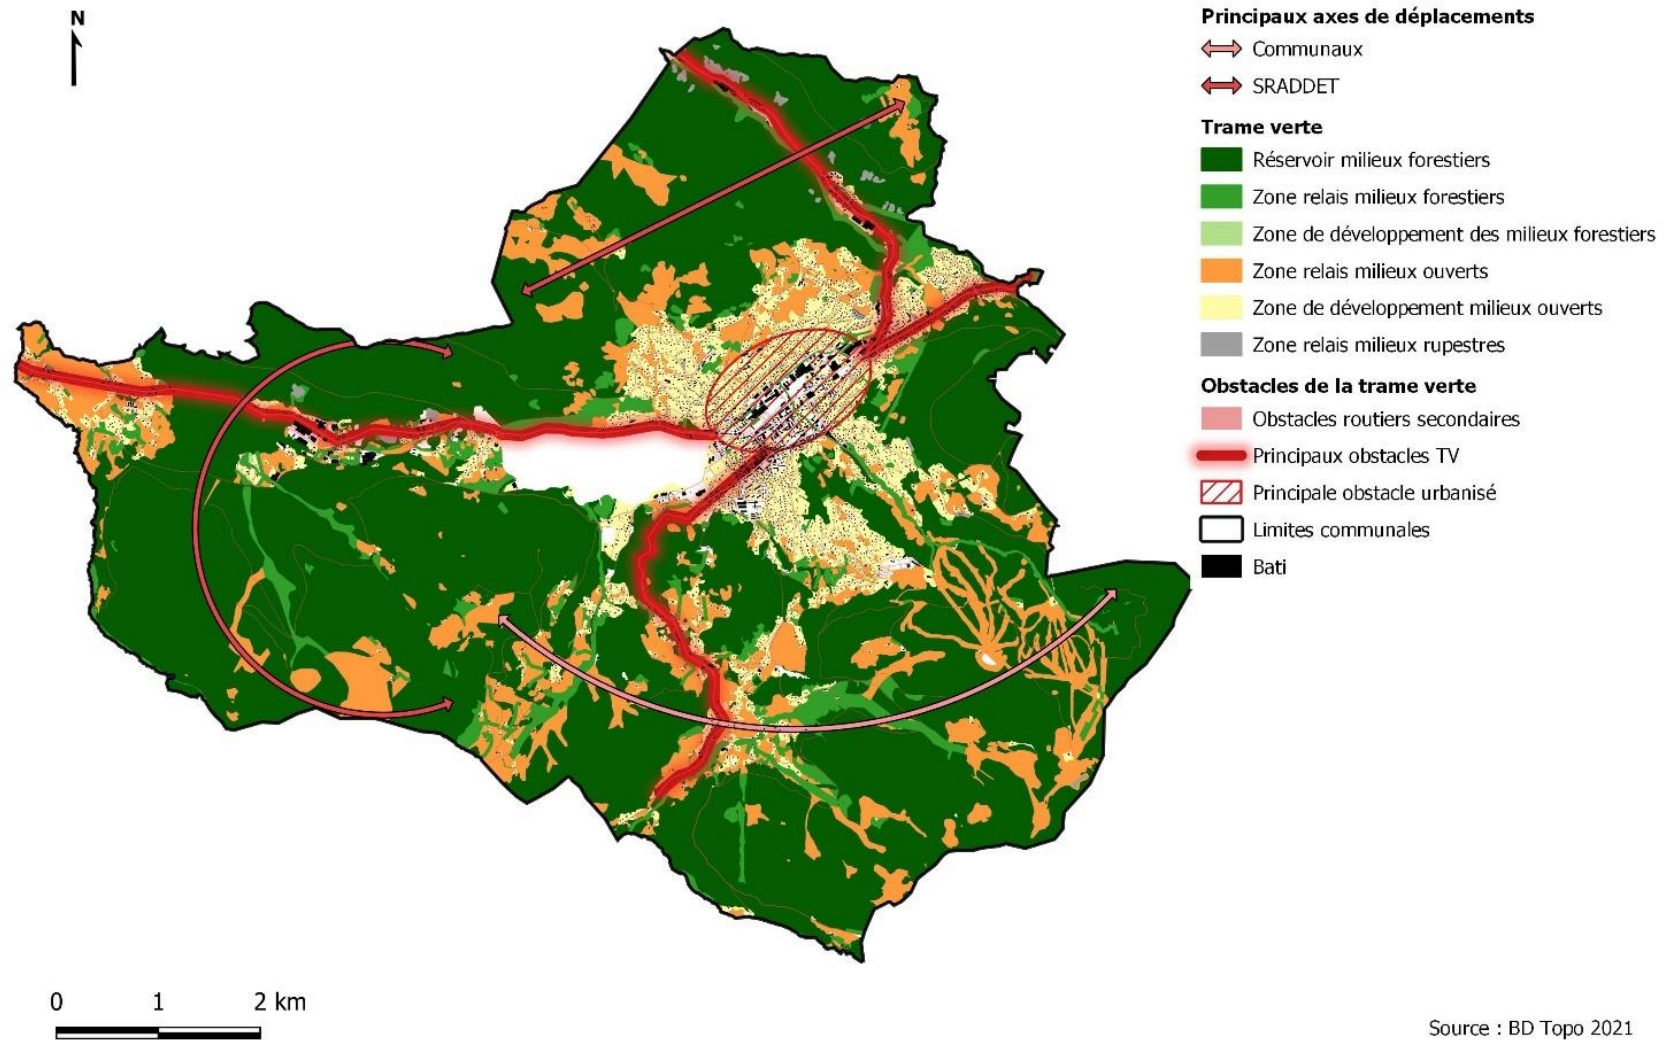 N
Principaux axes de déplacements
Communaux
SRADDET
Trame verte
Réservoir milieux forestiers
Zone relais milieux forestiers
Zone de développement des milieux forestiers
Zone relais milieux ouverts
Zone de développement milieux ouverts
Zone relais milieux rupestres
Obstacles de la trame verte
Obstacles routiers secondaires
Principaux obstacles TV
Principale obstacle urbanisé
Limites communales
Bati
0 1 2 km
Source : BD Topo 2021